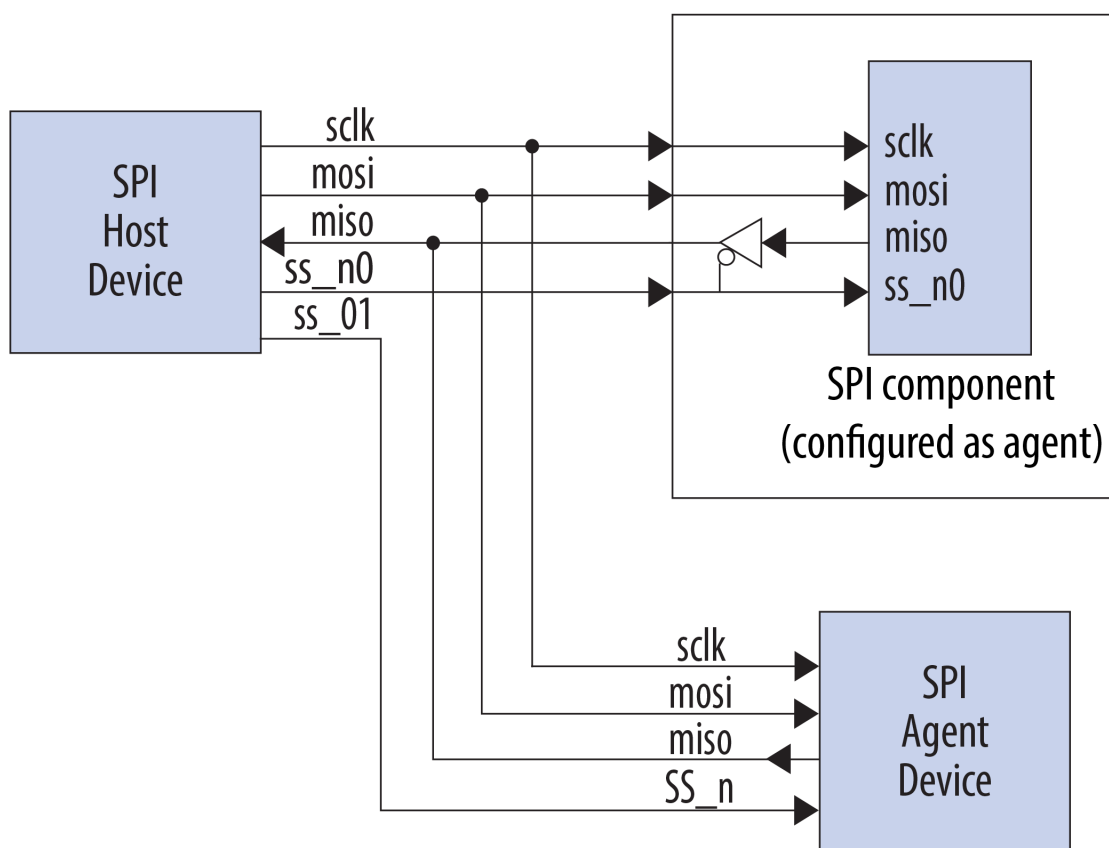 SPI
Host
Device
sclk
mosi
miso
ss_n0
ss_01
sclk
mosi
miso
ss_n0
SPI component
(configured as agent)
sclk
mosi
miso
SS_n
SPI
Agent
Device